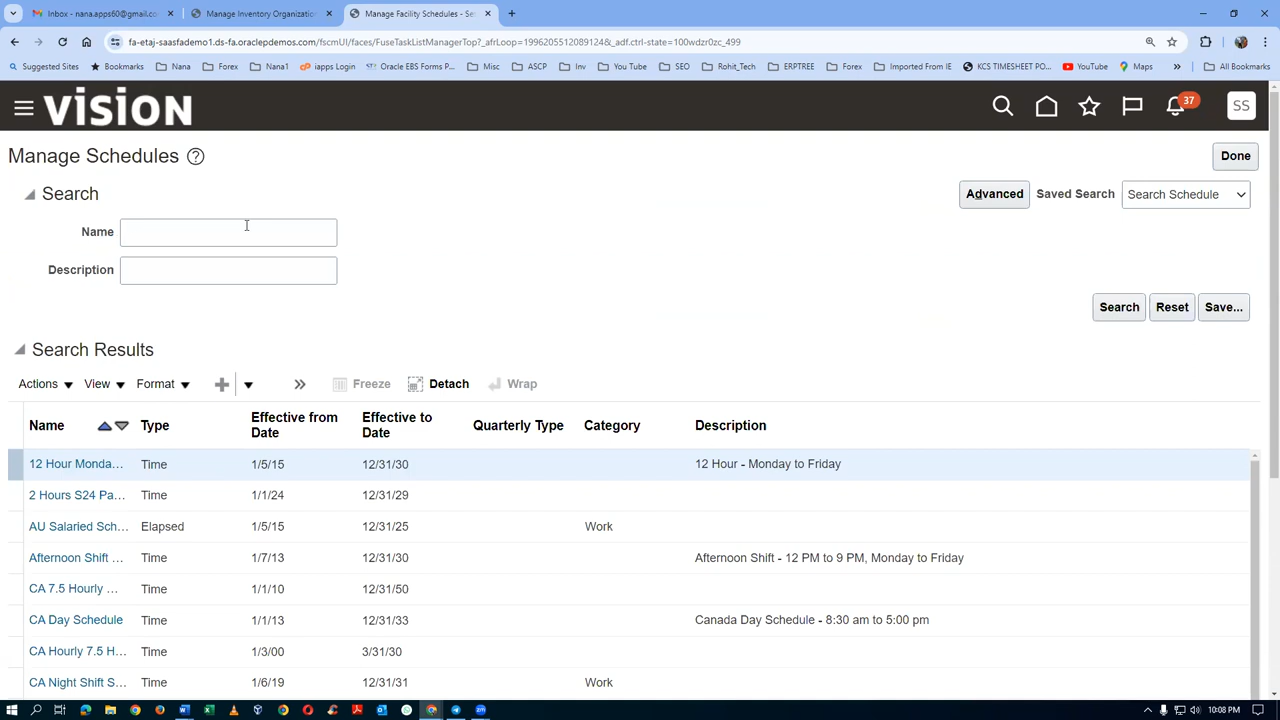 Inbox - nana.apps60@gmail.co
Manage Inventory Organization
Manage Facility Schedules - Se
fa-etaj-saasfademo1.ds-fa.oraclepdemos.com/fscmUI/faces/FuseTaskListManagerTop?_afrLoop=1996205512089124&_adf.ctrl-state=100wdzr0zc_499
Suggested Sites Bookmarks Nana Forex Nana1 iapps Login Oracle EBS Forms P... Misc ASCP Inv You Tube SEO Rohit_Tech ERPTREE Forex Imported From IE KCS TIMESHEET PO... YouTube Maps » All Bookmarks
VISION 37 SS
Manage Schedules ? Done
Search Advanced Saved Search Search Schedule
Name
Description
Search Reset Save...
Search Results
Actions View Format » Freeze Detach Wrap
Name Type Effective from Date Effective to Date Quarterly Type Category Description
12 Hour Monda... Time 1/5/15 12/31/30 12 Hour - Monday to Friday
2 Hours S24 Pa... Time 1/1/24 12/31/29
AU Salaried Sch... Elapsed 1/5/15 12/31/25 Work
Afternoon Shift ... Time 1/7/13 12/31/30 Afternoon Shift - 12 PM to 9 PM, Monday to Friday
CA 7.5 Hourly ... Time 1/1/10 12/31/50
CA Day Schedule Time 1/1/13 12/31/33 Canada Day Schedule - 8:30 am to 5:00 pm
CA Hourly 7.5 H... Time 1/3/00 3/31/30
CA Night Shift S... Time 1/6/19 12/31/31 Work
10:08 PM